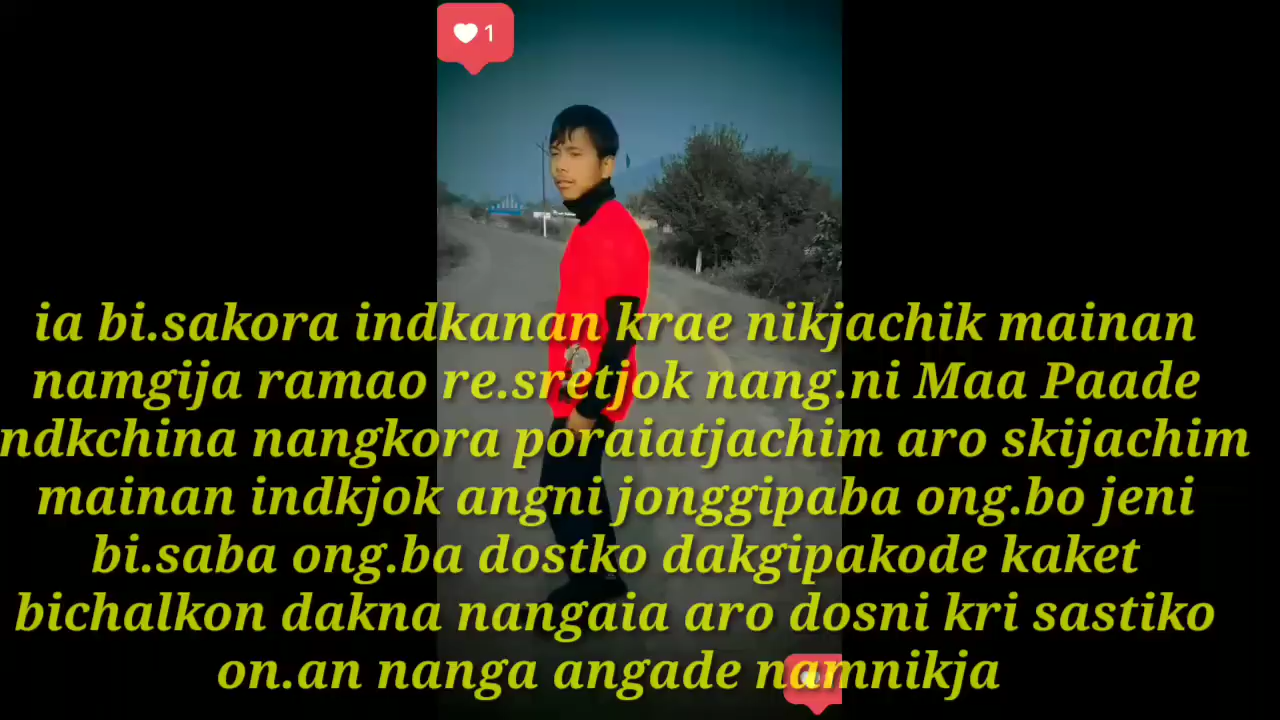 1
ia bi.sakora indkanan krae nikjachik mainan
namgija ramao re.sretjok nang.ni Maa Paade
ndkchina nangkora poraiatjachim aro skijachim
mainan indkjok angni jonggipaba ong.bo jeni
bi.saba ong.ba dostko dakgipakode kaket
bichalkon dakna nangaia aro dosni kri sastiko
on.an nanga angade namnikja